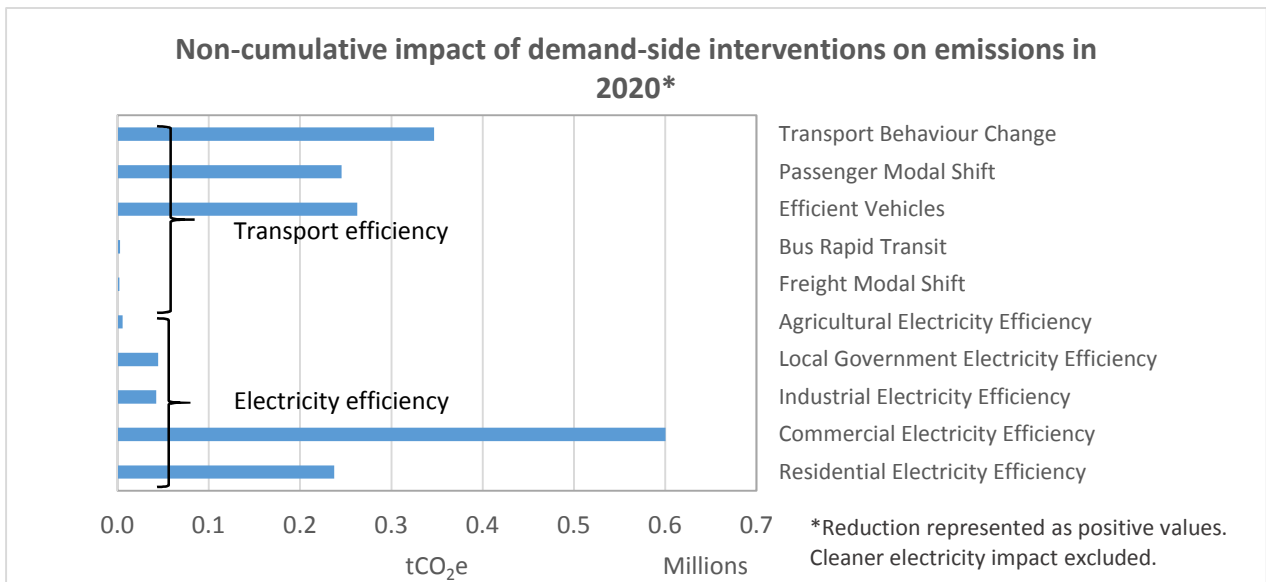 Non-cumulative impact of demand-side interventions on emissions in
2020*
Transport Behaviour Change
Passenger Modal Shift
Efficient Vehicles
Transport efficiency
Bus Rapid Transit
Freight Modal Shift
Agricultural Electricity Efficiency
Local Government Electricity Efficiency
Industrial Electricity Efficiency
Electricity efficiency
Commercial Electricity Efficiency
Residential Electricity Efficiency
0.0 0.1 0.2 0.3 0.4 0.5 0.6 0.7
tCO₂e Millions
*Reduction represented as positive values.
Cleaner electricity impact excluded.